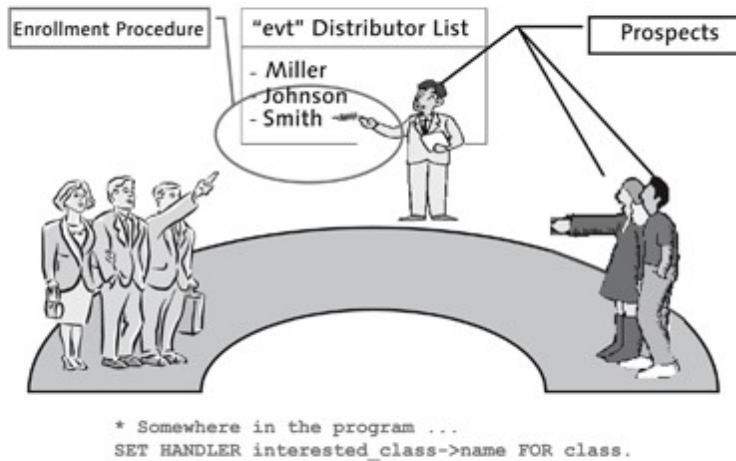 Enrollment Procedure
"evt" Distributor List
Prospects
- Miller
- Johnson
- Smith
* Somewhere in the program ...
SET HANDLER interested_class->name FOR class.